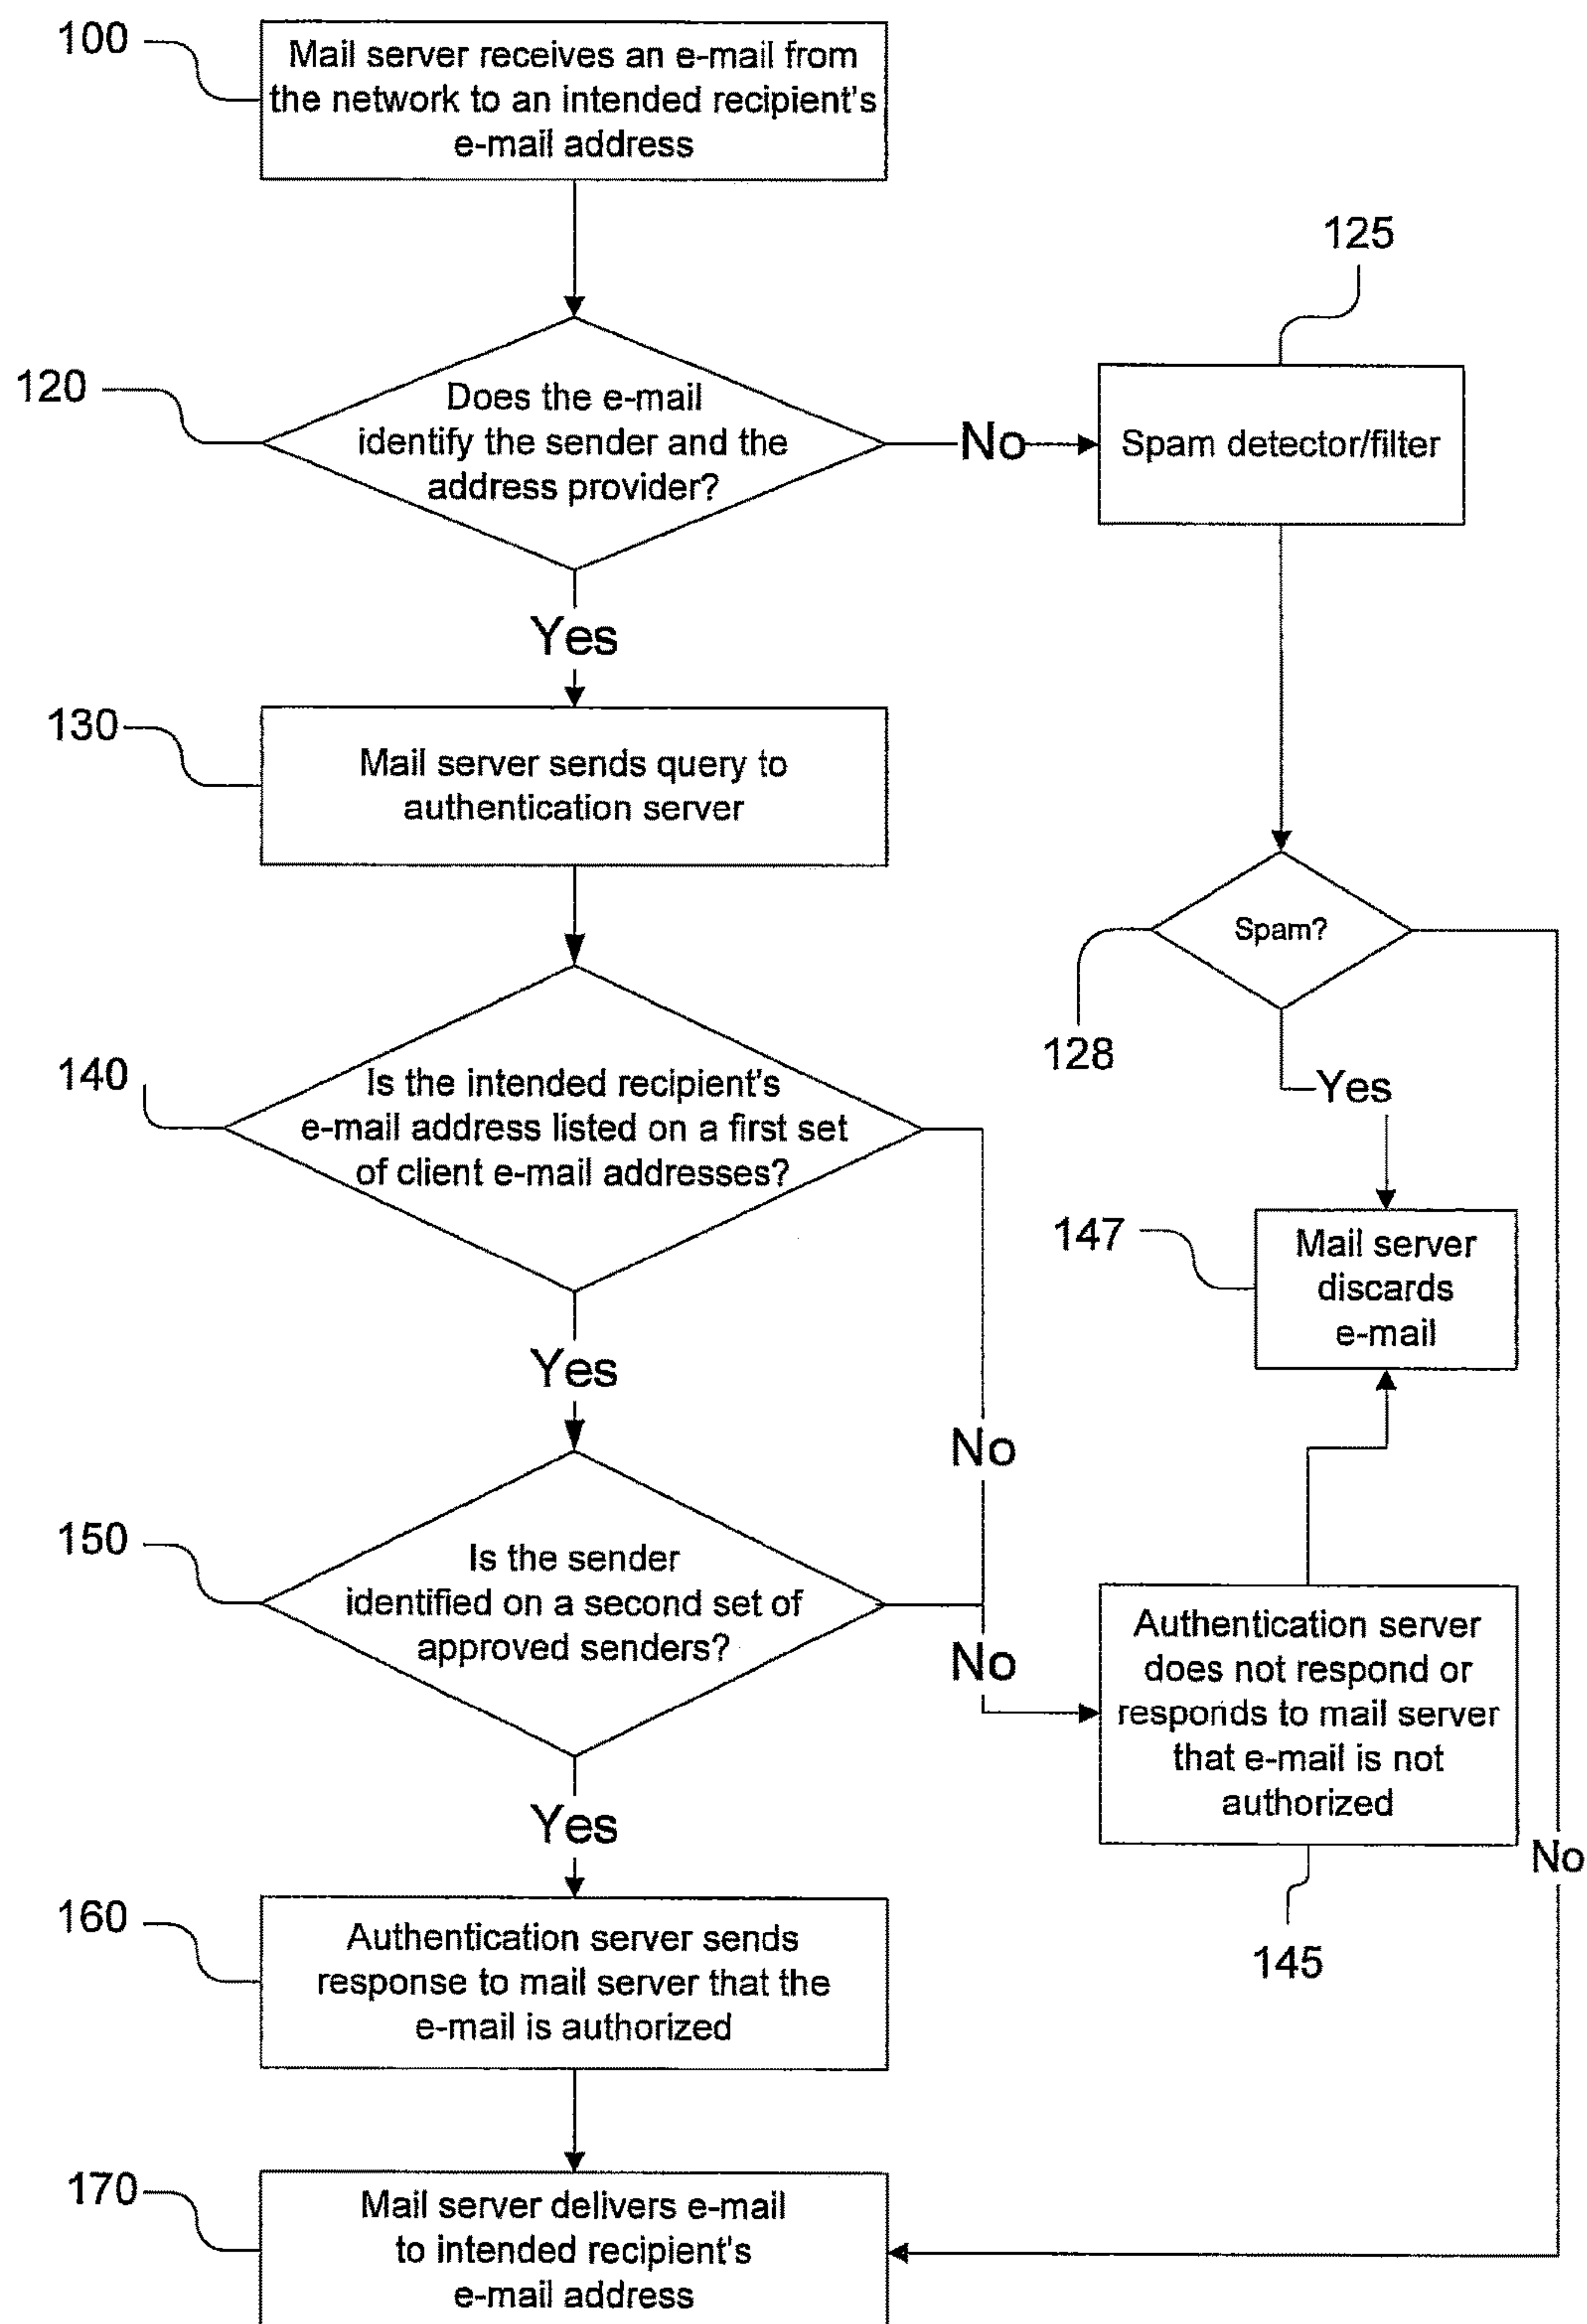 100
Mail server receives an e-mail from
the network to an intended recipient's
e-mail address
125
120
Does the e-mail
identify the sender and the
address provider?
No
Spam detector/filter
Yes
130
Mail server sends query to
authentication server
Spam?
128
140
Is the intended recipient's
e-mail address listed on a first set
of client e-mail addresses?
Yes
147
Mail server
discards
e-mail
Yes
No
150
Is the sender
identified on a second set of
approved senders?
No
Authentication server
does not respond or
responds to mail server
that e-mail is not
authorized
Yes
No
145
160
Authentication server sends
response to mail server that the
e-mail is authorized
170
Mail server delivers e-mail
to intended recipient's
e-mail address